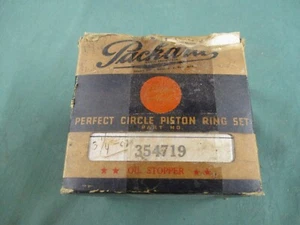 Packard
PERFECT CIRCLE PISTON RING SET
PART NO.
354719
OIL STOPPER